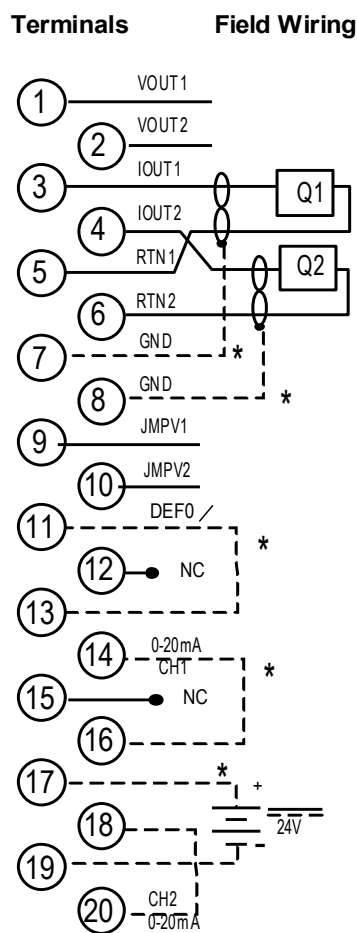 Terminals Field Wiring
1 VOUT1
2 VOUT2
3 IOUT1 Q1
4 IOUT2
5 RTN1 Q2
6 RTN2
7 GND *
8 GND *
9 JMPV1
10 JMPV2
11 DEF0 *
12 NC
13
14 0-20mA *
CH1
15 NC
16
17 * +
18 24V
19 -
20 CH2
0-20mA